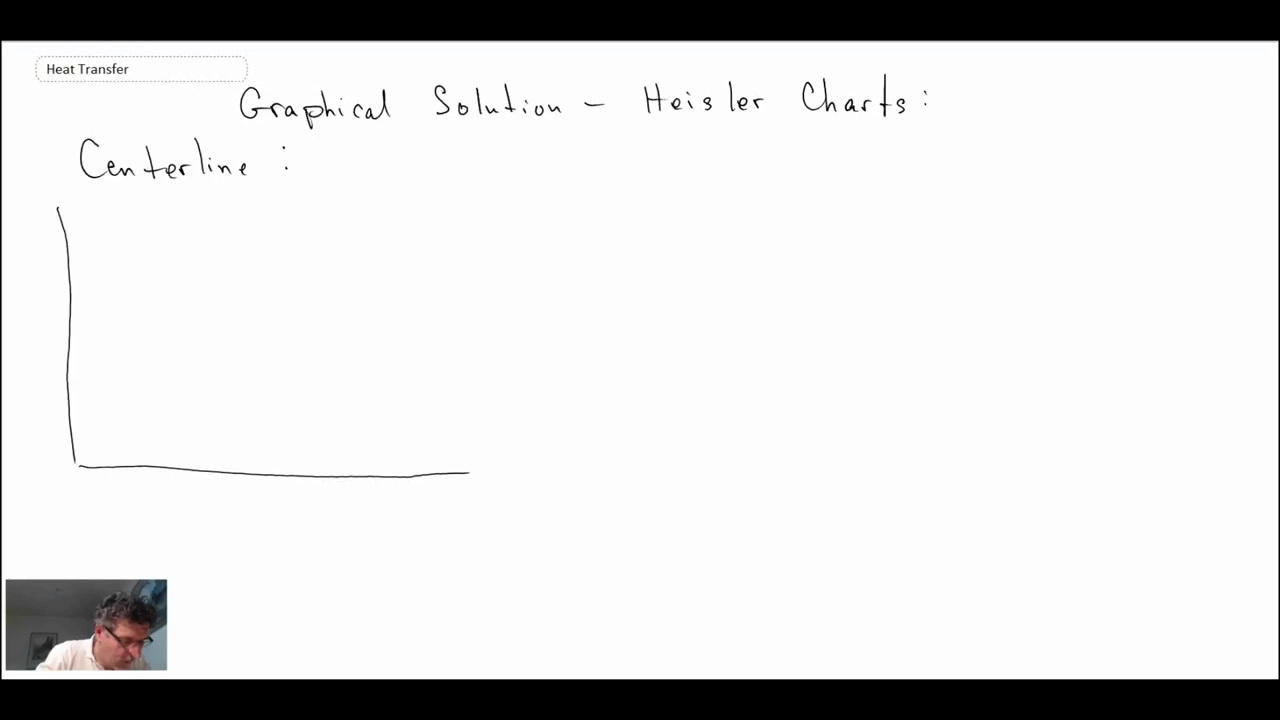 Heat Transfer
Graphical Solution – Heisler Charts:
Centerline :